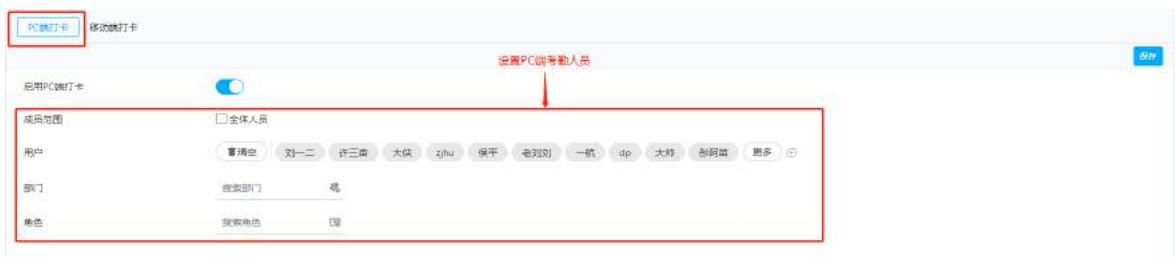 PC端打卡 移动端打卡
设置PC端考勤人员
保存
启用PC端打卡
成员范围 全体人员
用户 清空 刘一二 许三亩 大侠 zjhu 侯平 老刘刘 一航 dp 大帅 更多
部门 搜索部门
角色 搜索角色